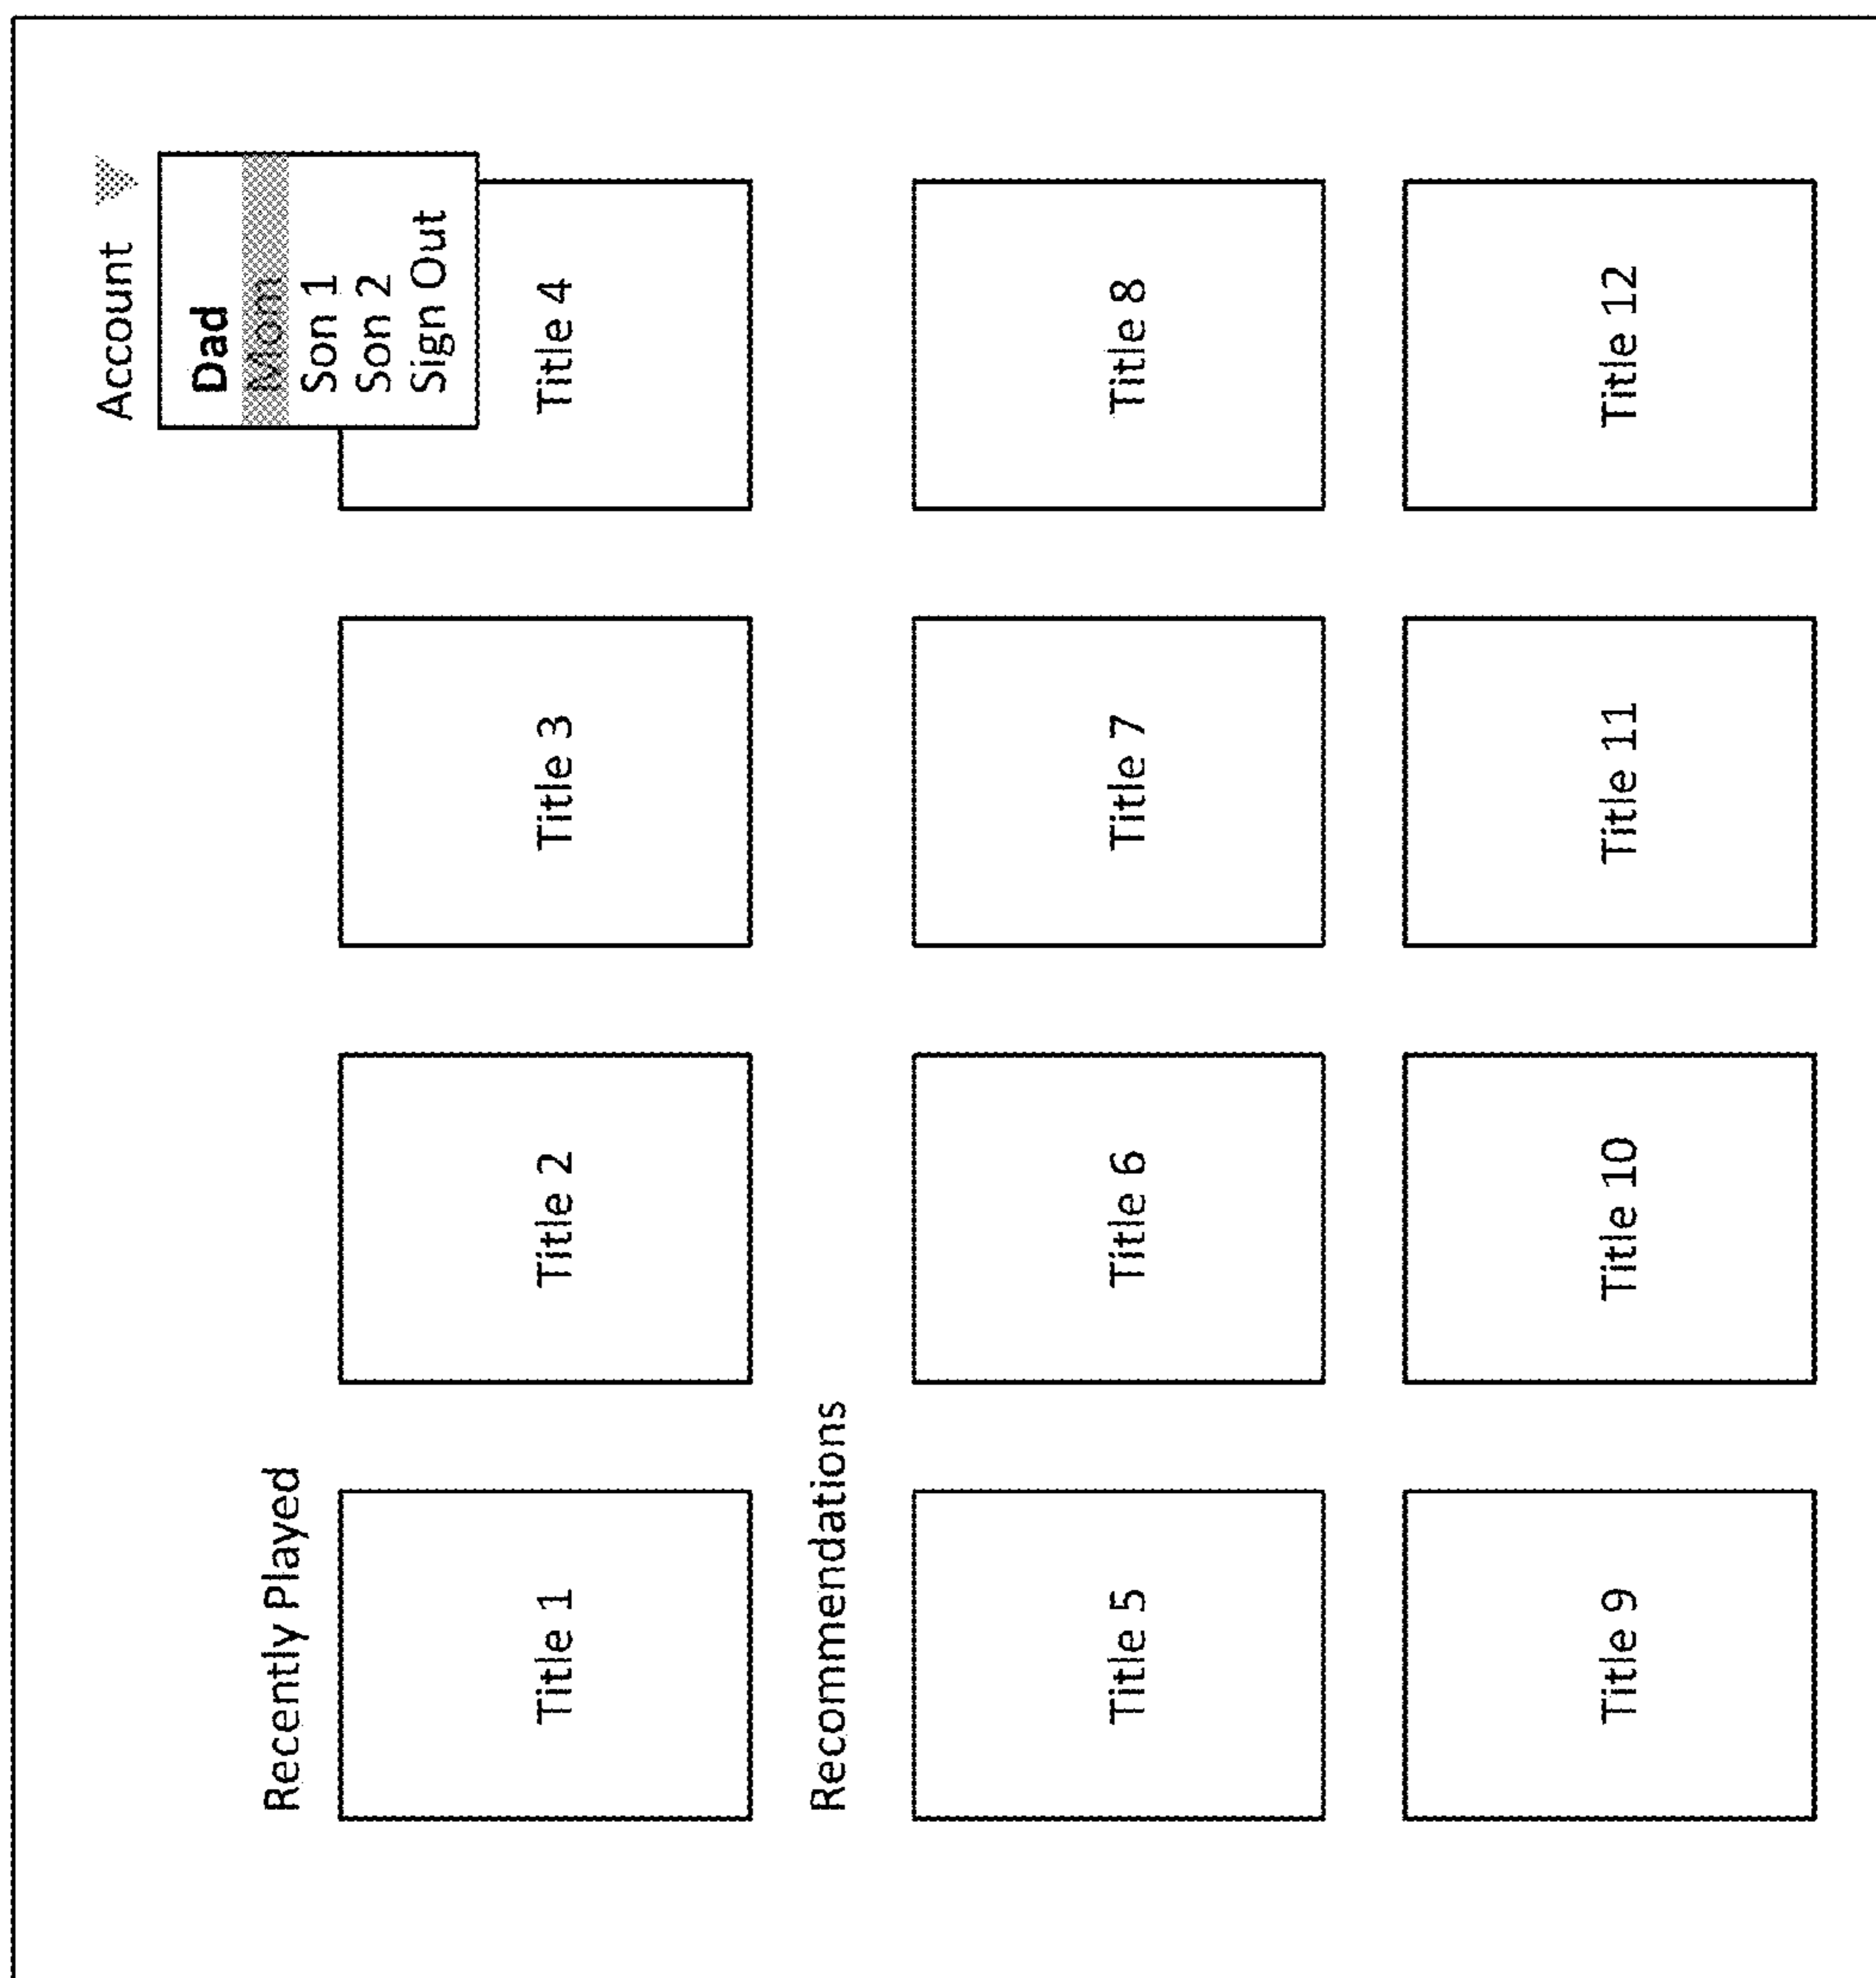 Account
Dad
Mom
Son 1
Son 2
Sign Out
Recently Played
Title 1
Title 2
Title 3
Title 4
Recommendations
Title 5
Title 6
Title 7
Title 8
Title 9
Title 10
Title 11
Title 12